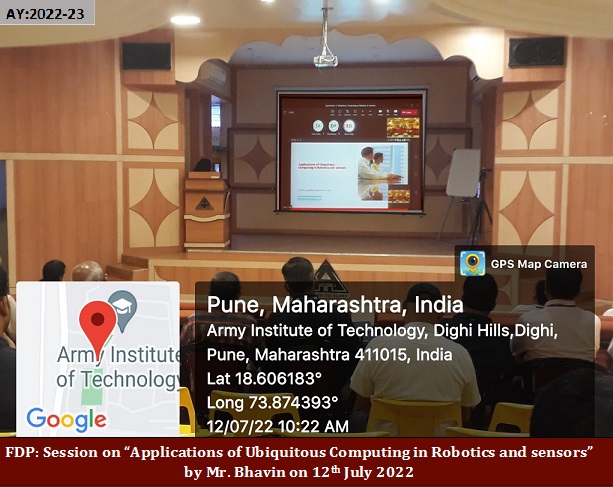 AY:2022-23
Applications of Ubiquitous
Computing in Robotics and sensors
GPS Map Camera
Army Institute
of Technology
Google
Pune, Maharashtra, India
Army Institute of Technology, Dighi Hills,Dighi,
Pune, Maharashtra 411015, India
Lat 18.606183°
Long 73.874393°
12/07/22 10:22 AM
FDP: Session on “Applications of Ubiquitous Computing in Robotics and sensors”
by Mr. Bhavin on 12th July 2022